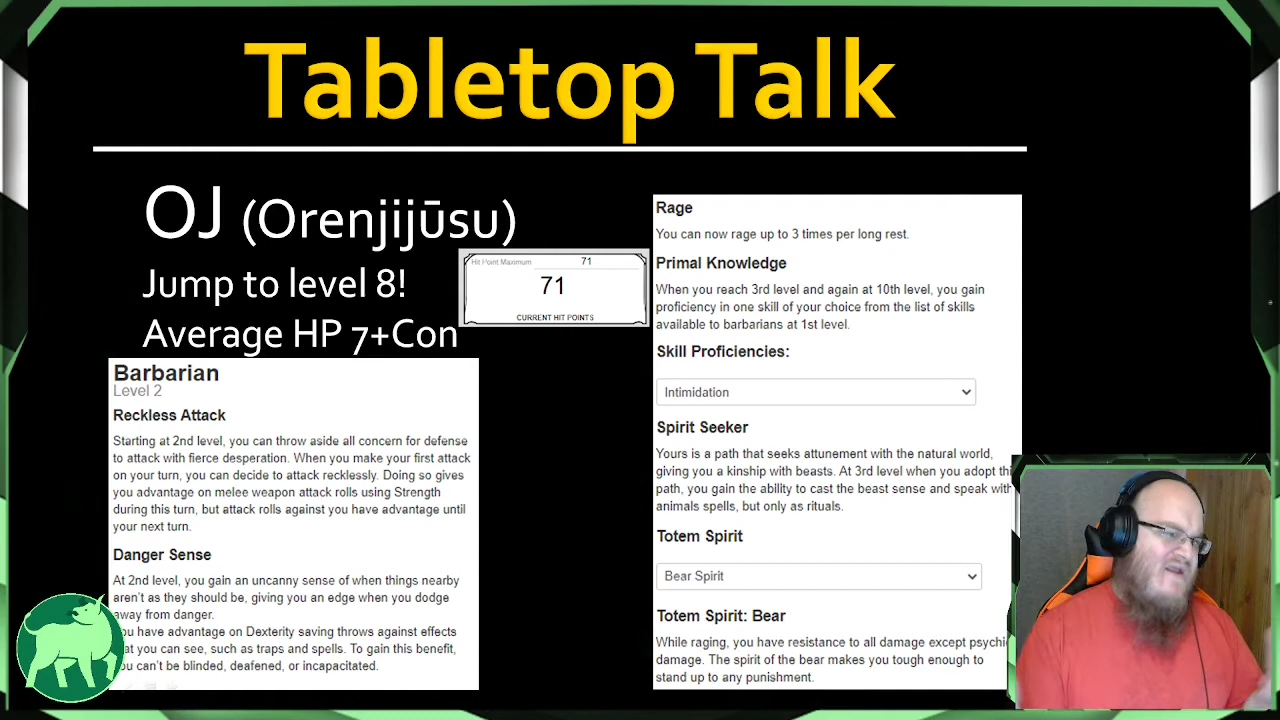 Tabletop Talk
OJ (Orenjijūsu)
Jump to level 8!
Average HP 7+Con
Hit Point Maximum 71
71
CURRENT HIT POINTS
Barbarian
Level 2
Reckless Attack
Starting at 2nd level, you can throw aside all concern for defense
to attack with fierce desperation. When you make your first attack
on your turn, you can decide to attack recklessly. Doing so gives
you advantage on melee weapon attack rolls using Strength
during this turn, but attack rolls against you have advantage until
your next turn.
Danger Sense
At 2nd level, you gain an uncanny sense of when things nearby
aren't as they should be, giving you an edge when you dodge
away from danger.
You have advantage on Dexterity saving throws against effects
that you can see, such as traps and spells. To gain this benefit,
you can't be blinded, deafened, or incapacitated.
Rage
You can now rage up to 3 times per long rest.
Primal Knowledge
When you reach 3rd level and again at 10th level, you gain
proficiency in one skill of your choice from the list of skills
available to barbarians at 1st level.
Skill Proficiencies:
Intimidation
Spirit Seeker
Yours is a path that seeks attunement with the natural world,
giving you a kinship with beasts. At 3rd level when you adopt this
path, you gain the ability to cast the beast sense and speak with
animals spells, but only as rituals.
Totem Spirit
Bear Spirit
Totem Spirit: Bear
While raging, you have resistance to all damage except psychic
damage. The spirit of the bear makes you tough enough to
stand up to any punishment.